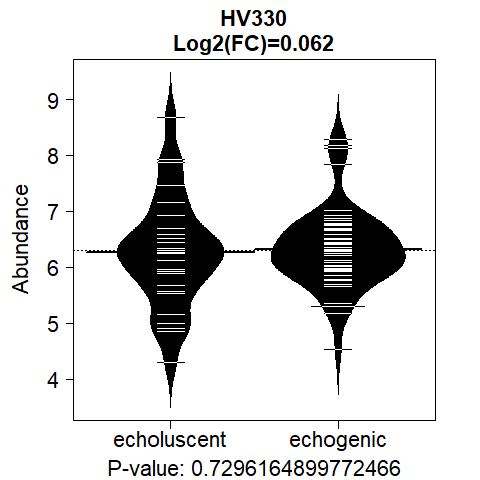 HV330
Log2(FC)=0.062
Abundance
9
8
7
6
5
4
echoluscent echogenic
P-value: 0.7296164899772466